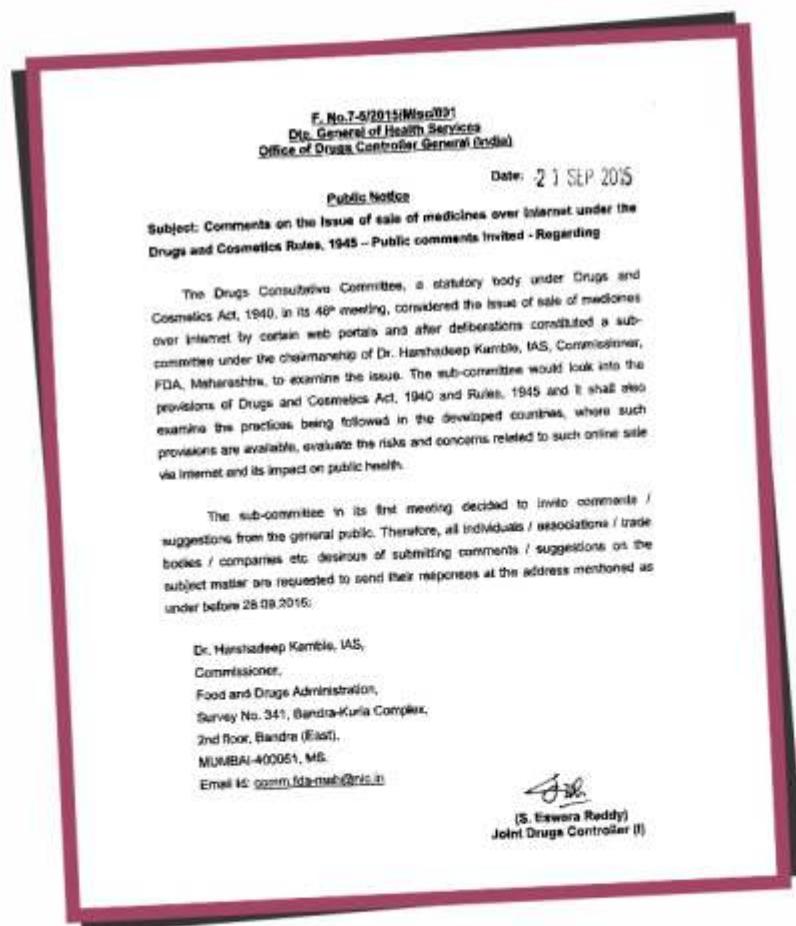 F. No.7-5/2015/Misc/091
Dte. General of Health Services
Office of Drugs Controller General (India)
Date: 21 SEP 2015
Public Notice
Subject: Comments on the Issue of sale of medicines over Internet under the
Drugs and Cosmetics Rules, 1945 – Public comments Invited - Regarding
The Drugs Consultative Committee, a statutory body under Drugs and
Cosmetics Act, 1940, in its 48th meeting, considered the issue of sale of medicines
over internet by certain web portals and after deliberations constituted a sub-
committee under the chairmanship of Dr. Harshadeep Kamble, IAS, Commissioner,
FDA, Maharashtra, to examine the issue. The sub-committee would look into the
provisions of Drugs and Cosmetics Act, 1940 and Rules, 1945 and it shall also
examine the practices being followed in the developed countries, where such
provisions are available, evaluate the risks and concerns related to such online sale
via internet and its impact on public health.
The sub-committee in its first meeting decided to invite comments /
suggestions from the general public. Therefore, all individuals / associations / trade
bodies / companies etc. desirous of submitting comments / suggestions on the
subject matter are requested to send their responses at the address mentioned as
under before 28.09.2015:
Dr. Harshadeep Kamble, IAS,
Commissioner,
Food and Drugs Administration,
Survey No. 341, Bandra-Kurla Complex,
2nd floor, Bandra (East),
MUMBAI-400051, MS.
Email Id: comm.fda-mah@nic.in
(S. Eswara Reddy)
Joint Drugs Controller (I)